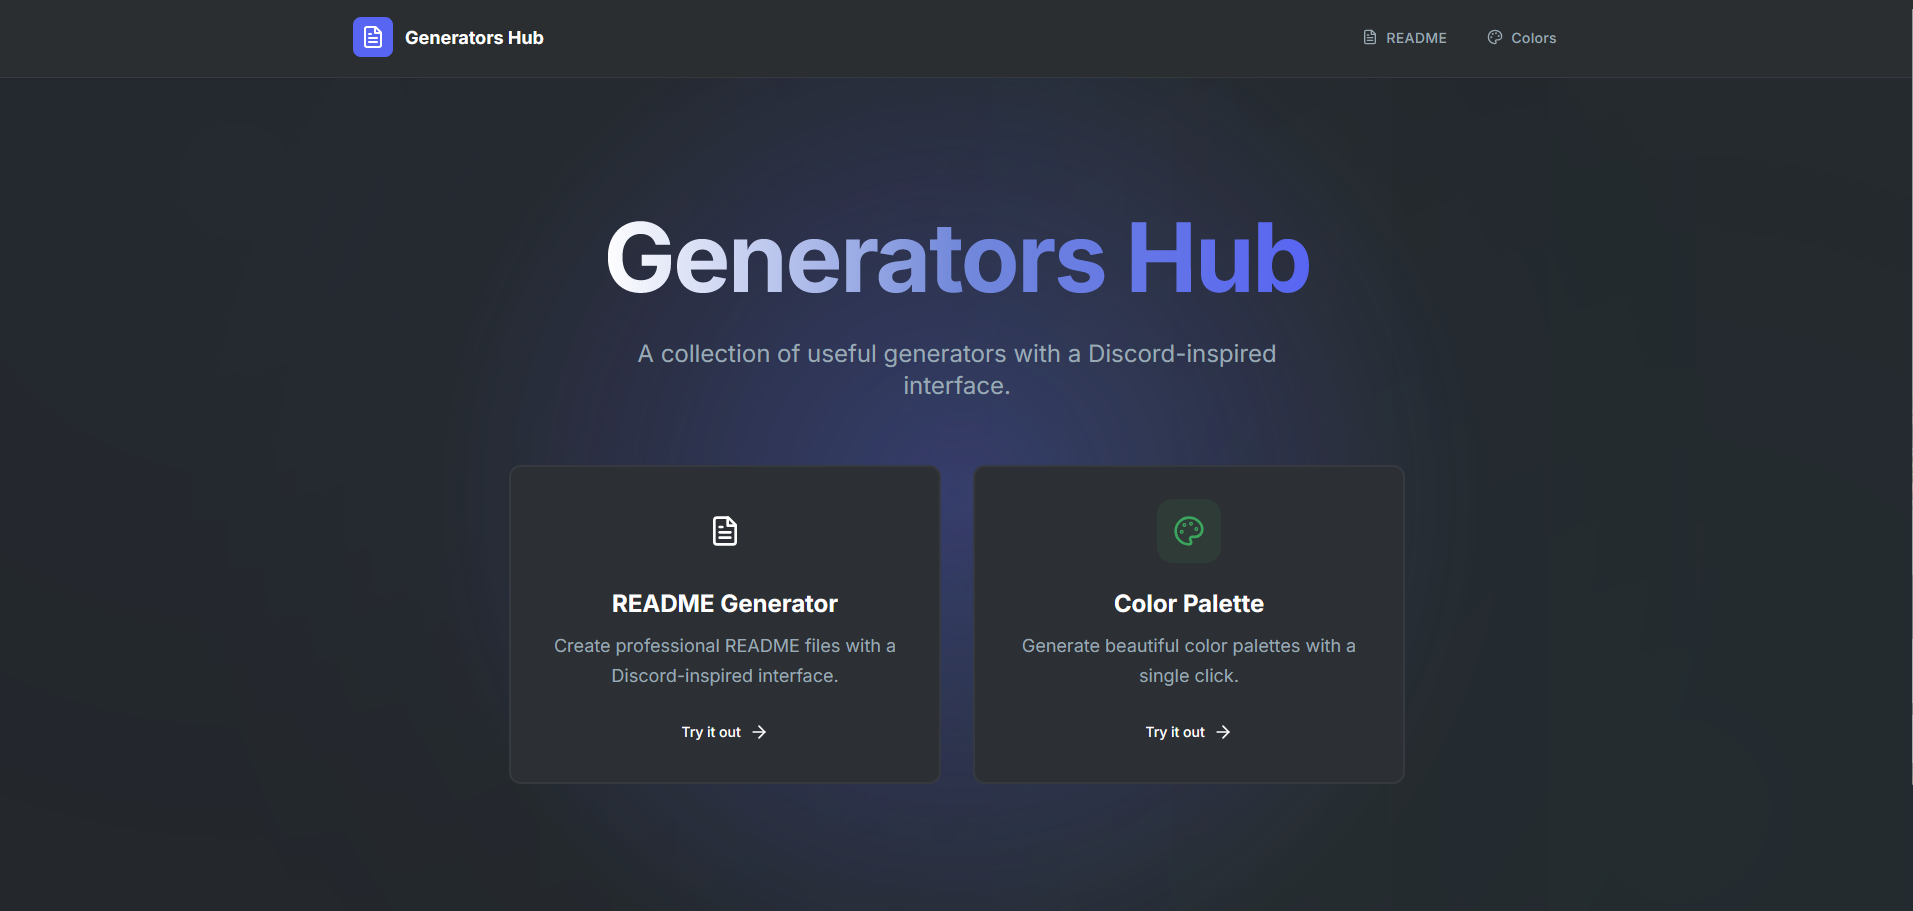 Generators Hub
README
Colors
Generators Hub
A collection of useful generators with a Discord-inspired
interface.
README Generator
Create professional README files with a
Discord-inspired interface.
Try it out
Color Palette
Generate beautiful color palettes with a
single click.
Try it out